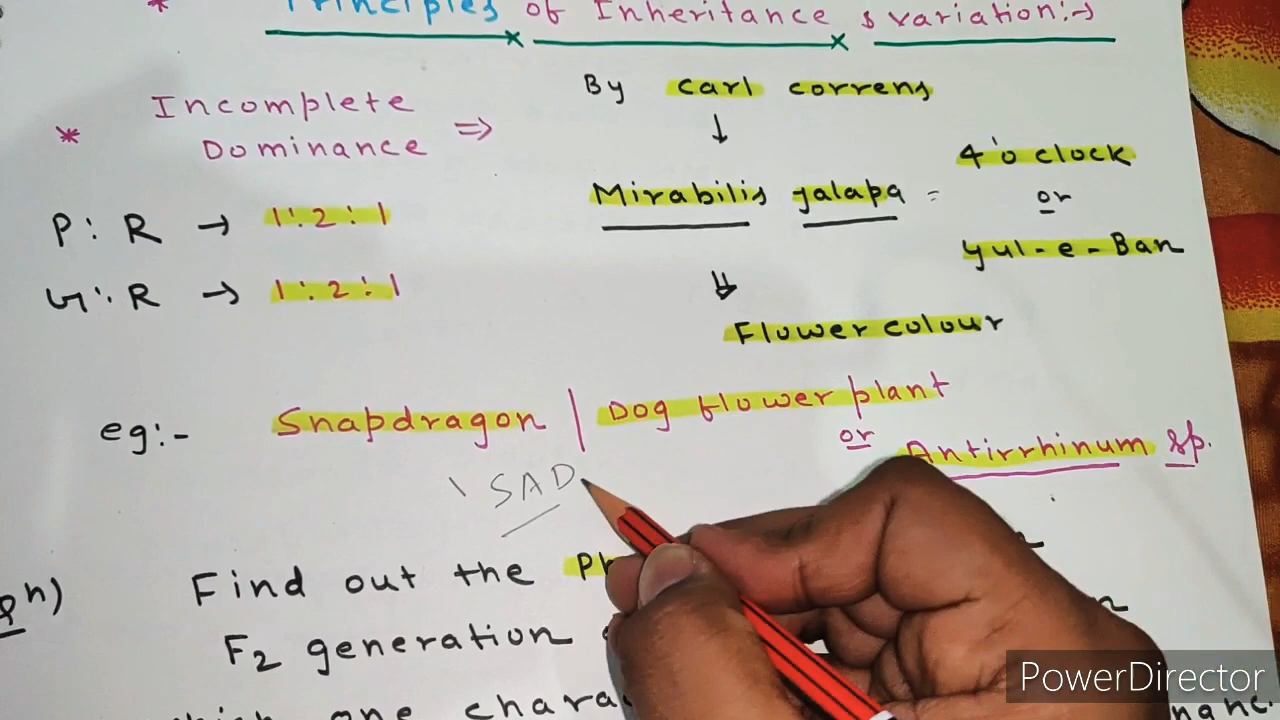 * Principles of Inheritance & variation:→
* Incomplete Dominance ⇒
By Carl correns
↓
Mirabilis jalapa = 4'o clock or gul-e-Ban
P:R → 1:2:1
G:R → 1:2:1
⇓
Flower colour
eg:- Snapdragon | Dog flower plant
or Antirrhinum sp.
\ SAD
Qn) Find out the
F2 generation
one
PowerDirector